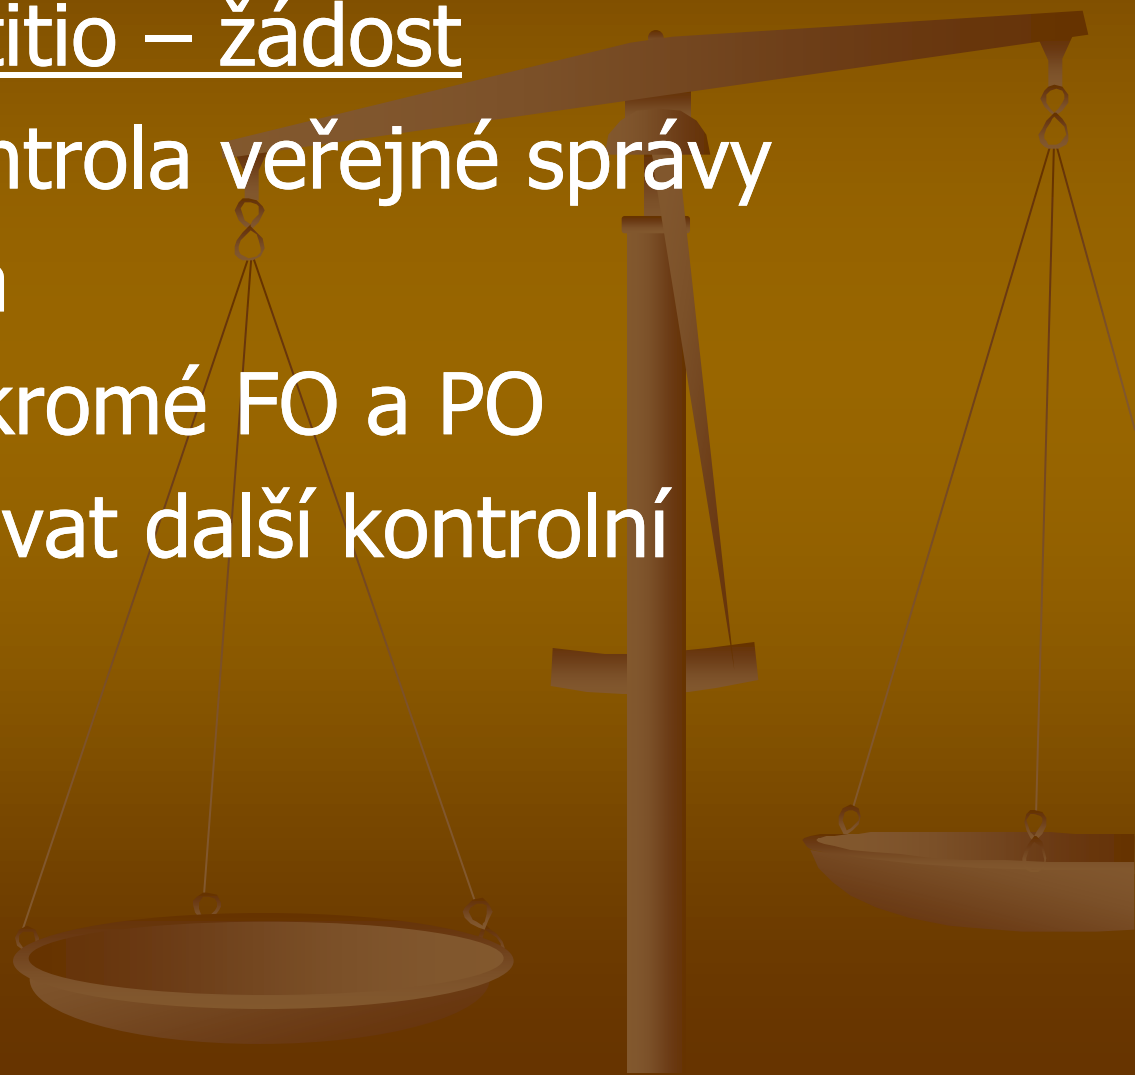 titio – žádost
ntrola veřejné správy
kromé FO a PO
vat další kontrolní